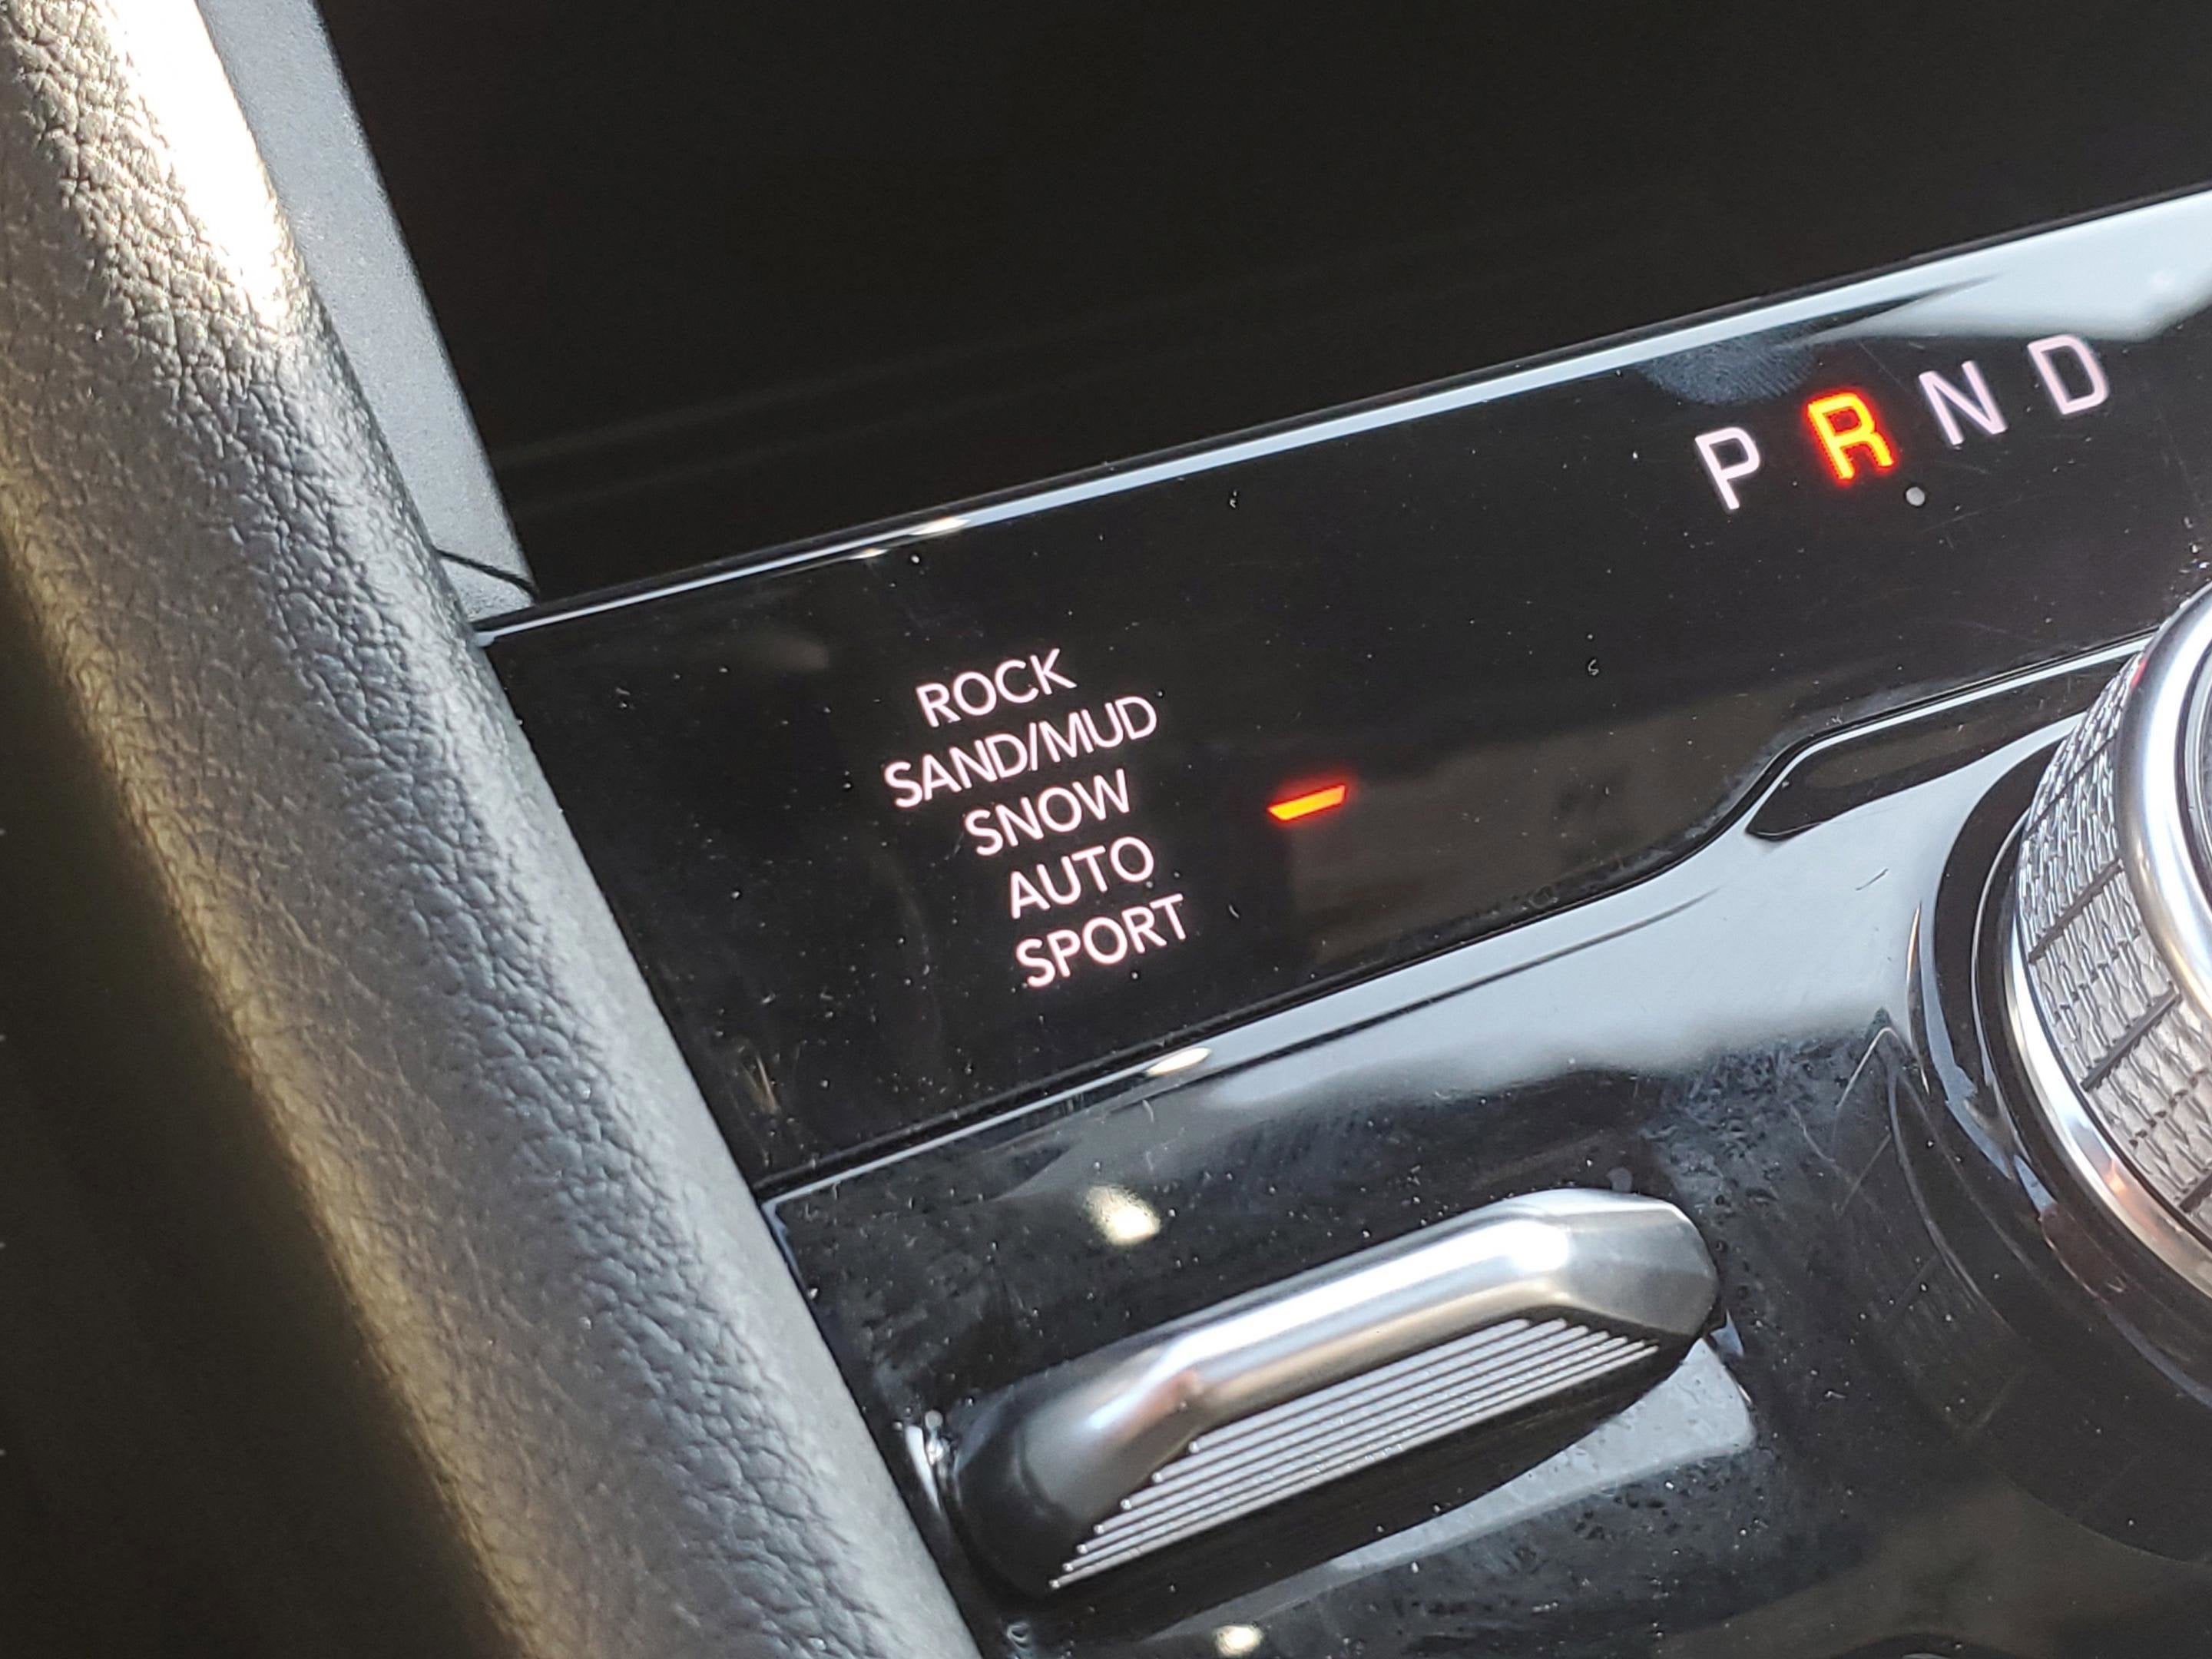 P R N D
ROCK
SAND/MUD
SNOW
AUTO
SPORT